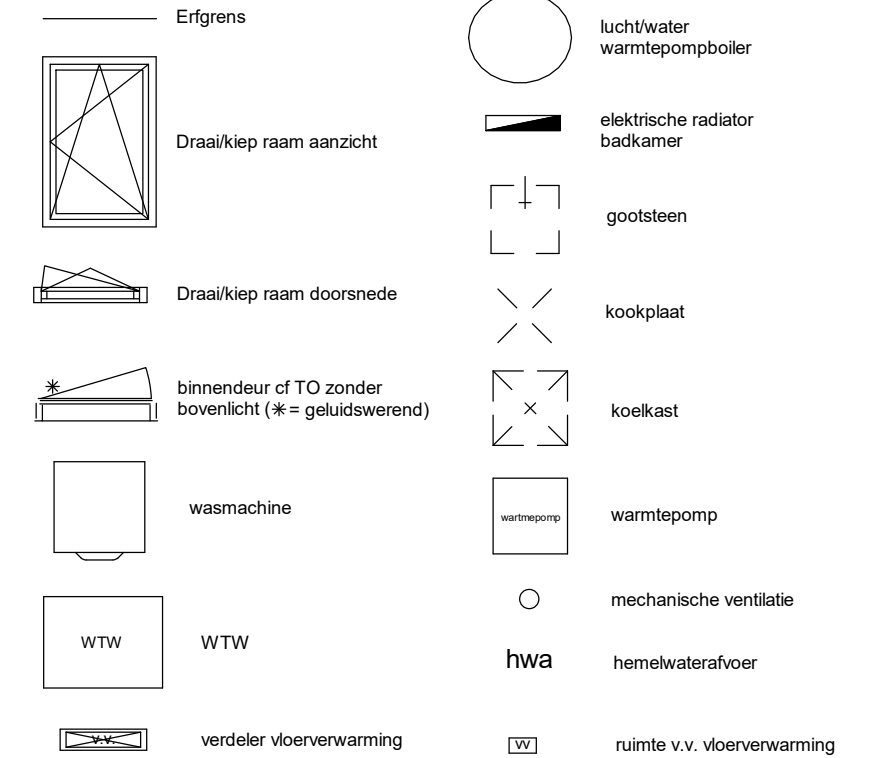 Erfgrens
Draai/kiep raam aanzicht
Draai/kiep raam doorsnede
binnendeur cf TO zonder
bovenlicht (✳= geluidswerend)
wasmachine
WTW
WTW
v.v.
verdeler vloerverwarming
lucht/water
warmtepompboiler
elektrische radiator
badkamer
gootsteen
kookplaat
koelkast
wartmepomp
warmtepomp
mechanische ventilatie
hwa
hemelwaterafvoer
vv
ruimte v.v. vloerverwarming